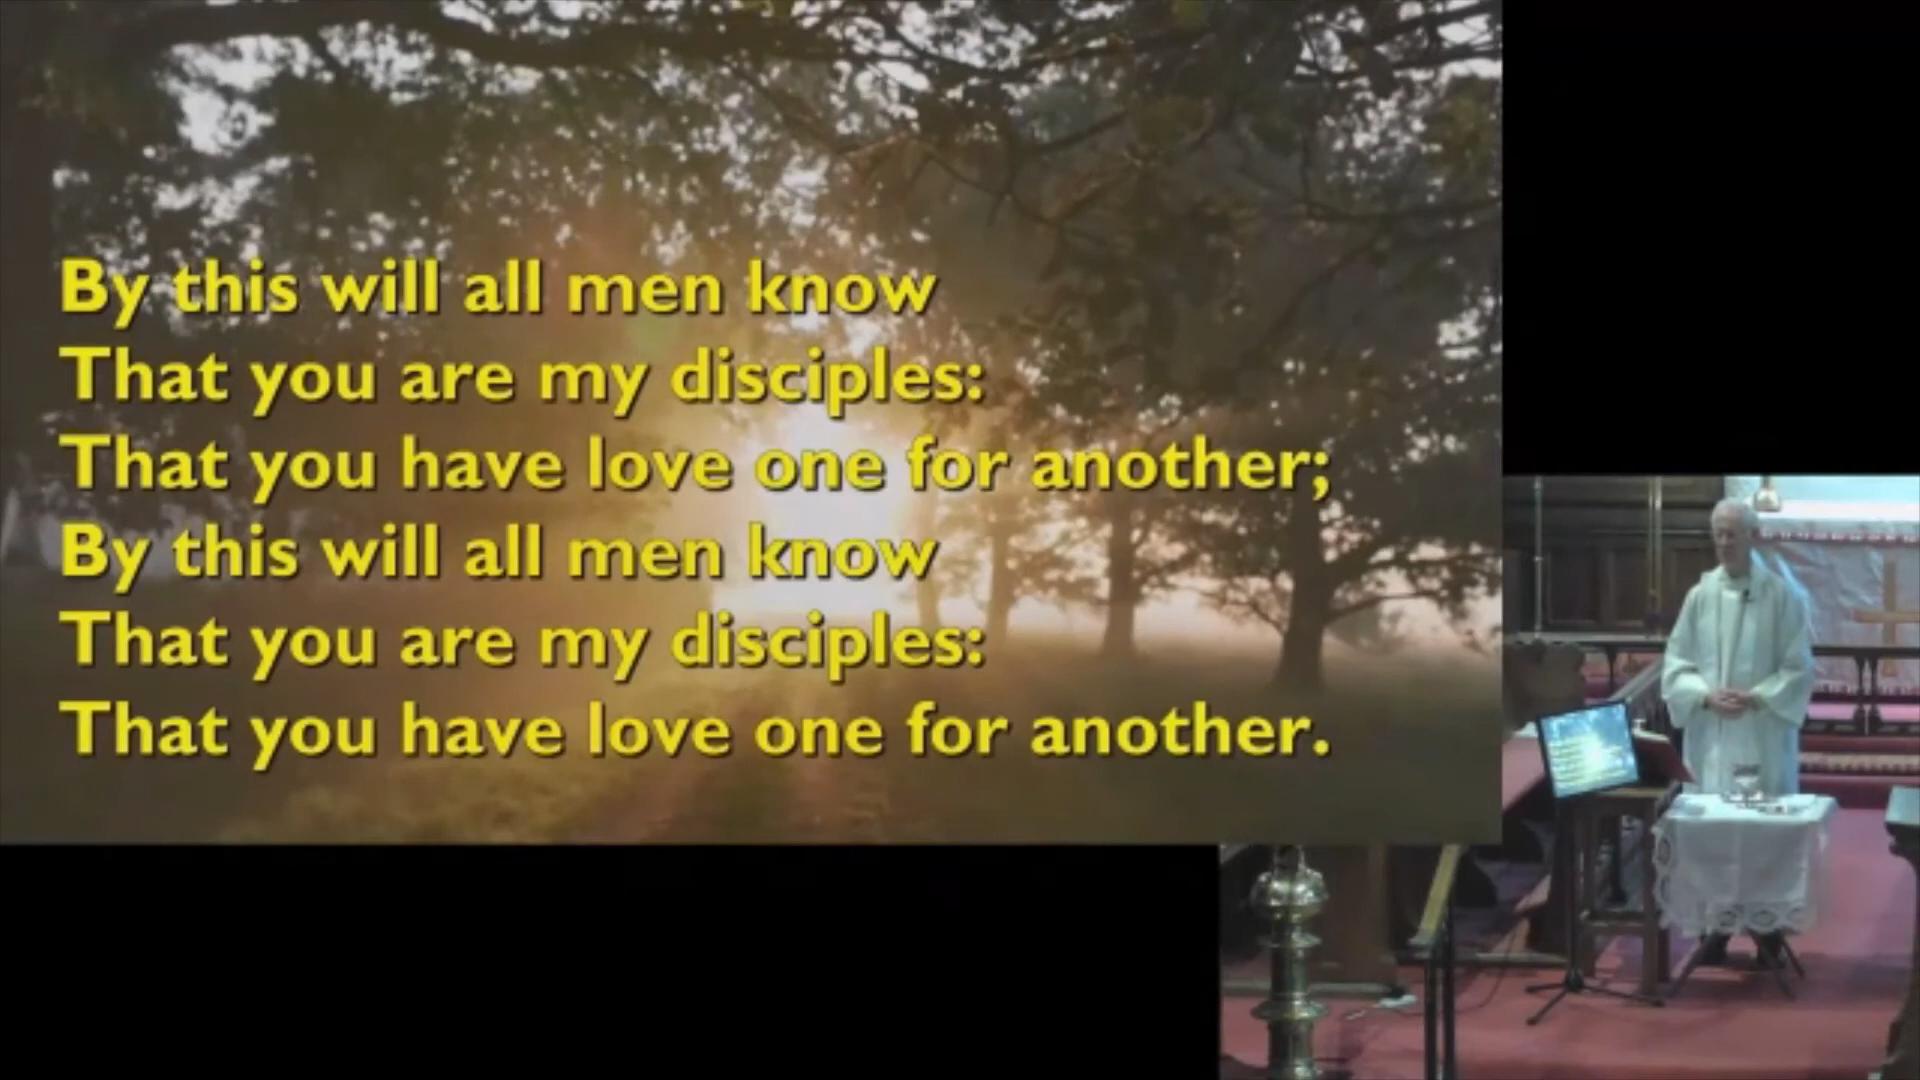 By this will all men know
That you are my disciples:
That you have love one for another;
By this will all men know
That you are my disciples:
That you have love one for another.